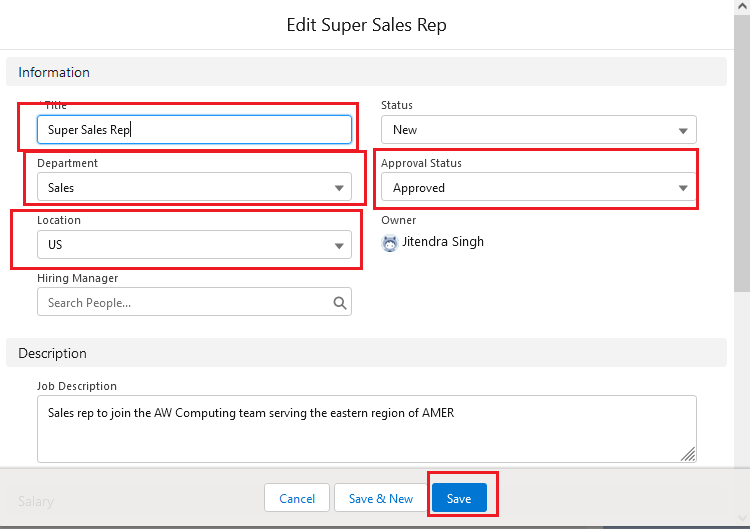 Edit Super Sales Rep
Information
*Title
Super Sales Rep
Status
New
Department
Sales
Approval Status
Approved
Location
US
Owner
Jitendra Singh
Hiring Manager
Search People...
Description
Job Description
Sales rep to join the AW Computing team serving the eastern region of AMER
Salary
Cancel
Save & New
Save